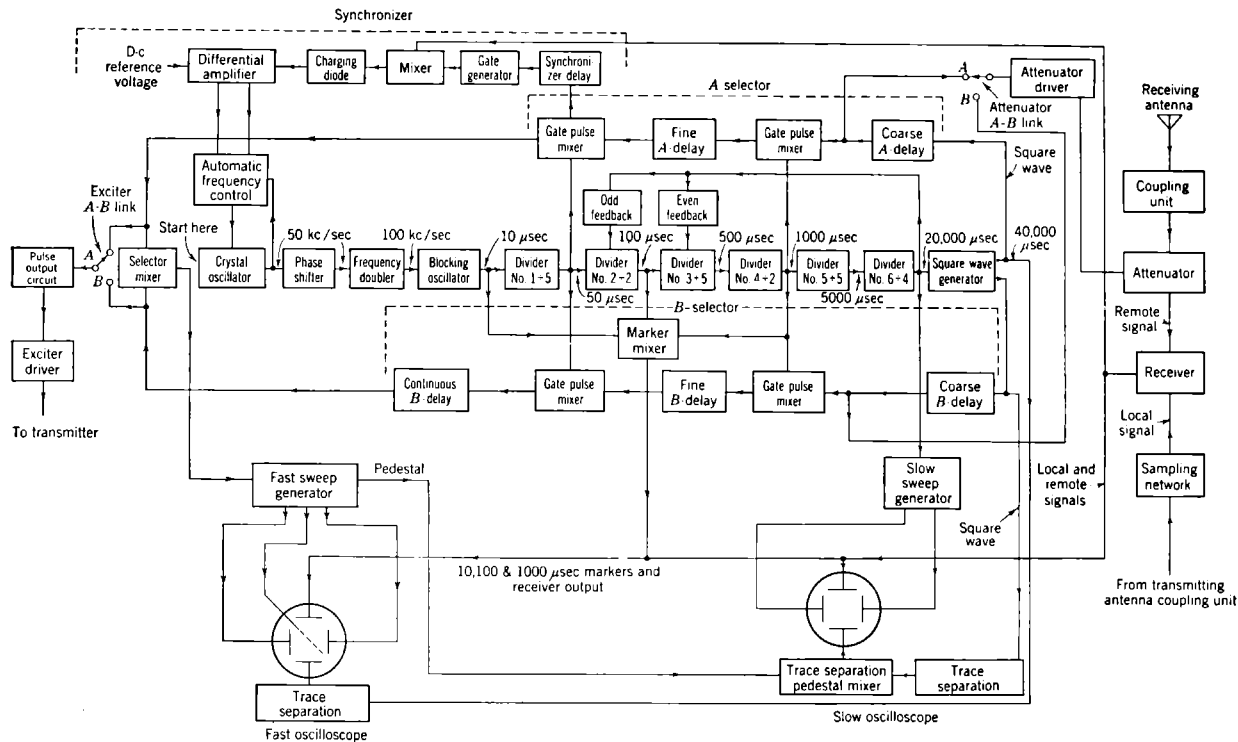 Synchronizer
D-c
reference
voltage
Differential
amplifier
Charging
diode
Mixer
Gate
generator
Synchroni-
zer delay
A selector
A
B
Attenuator
A-B link
Attenuator
driver
Receiving
antenna
Gate pulse
mixer
Fine
A-delay
Gate pulse
mixer
Coarse
A-delay
Square
wave
Coupling
unit
Automatic
frequency
control
Exciter
A-B link
Start here
50 kc/sec
100 kc/sec
10 μsec
Odd
feedback
Even
feedback
100 μsec
500 μsec
1000 μsec
20,000 μsec
40,000
μsec
Pulse
output
circuit
A
B
Selector
mixer
Crystal
oscillator
Phase
shifter
Frequency
doubler
Blocking
oscillator
Divider
No. 1÷5
50 μsec
Divider
No. 2÷2
Divider
No. 3÷5
Divider
No. 4÷2
Divider
No. 5÷5
5000 μsec
Divider
No. 6÷4
Square wave
generator
Attenuator
Remote
signal
B-selector
Marker
mixer
Exciter
driver
Continuous
B-delay
Gate pulse
mixer
Fine
B-delay
Gate pulse
mixer
Coarse
B-delay
Receiver
To transmitter
Local
signal
Fast sweep
generator
Pedestal
Slow
sweep
generator
Local and
remote
signals
Sampling
network
Square
wave
10,100 & 1000 μsec markers and
receiver output
From transmitting
antenna coupling unit
Trace
separation
Fast oscilloscope
Trace separation
pedestal mixer
Trace
separation
Slow oscilloscope